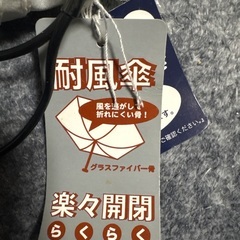 耐風傘
風を逃がして
折れにくい骨！
グラスファイバー骨
楽々開閉
らくらく
す。
ご確認ください。